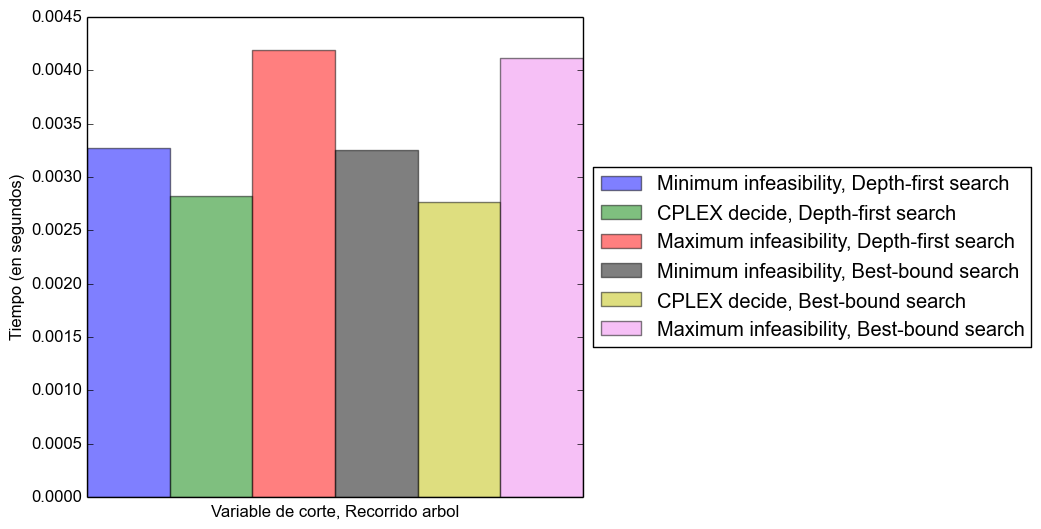 0.0045
0.0040
0.0035
0.0030
0.0025
0.0020
0.0015
0.0010
0.0005
0.0000
Tiempo (en segundos)
Variable de corte, Recorrido arbol
Minimum infeasibility, Depth-first search
CPLEX decide, Depth-first search
Maximum infeasibility, Depth-first search
Minimum infeasibility, Best-bound search
CPLEX decide, Best-bound search
Maximum infeasibility, Best-bound search